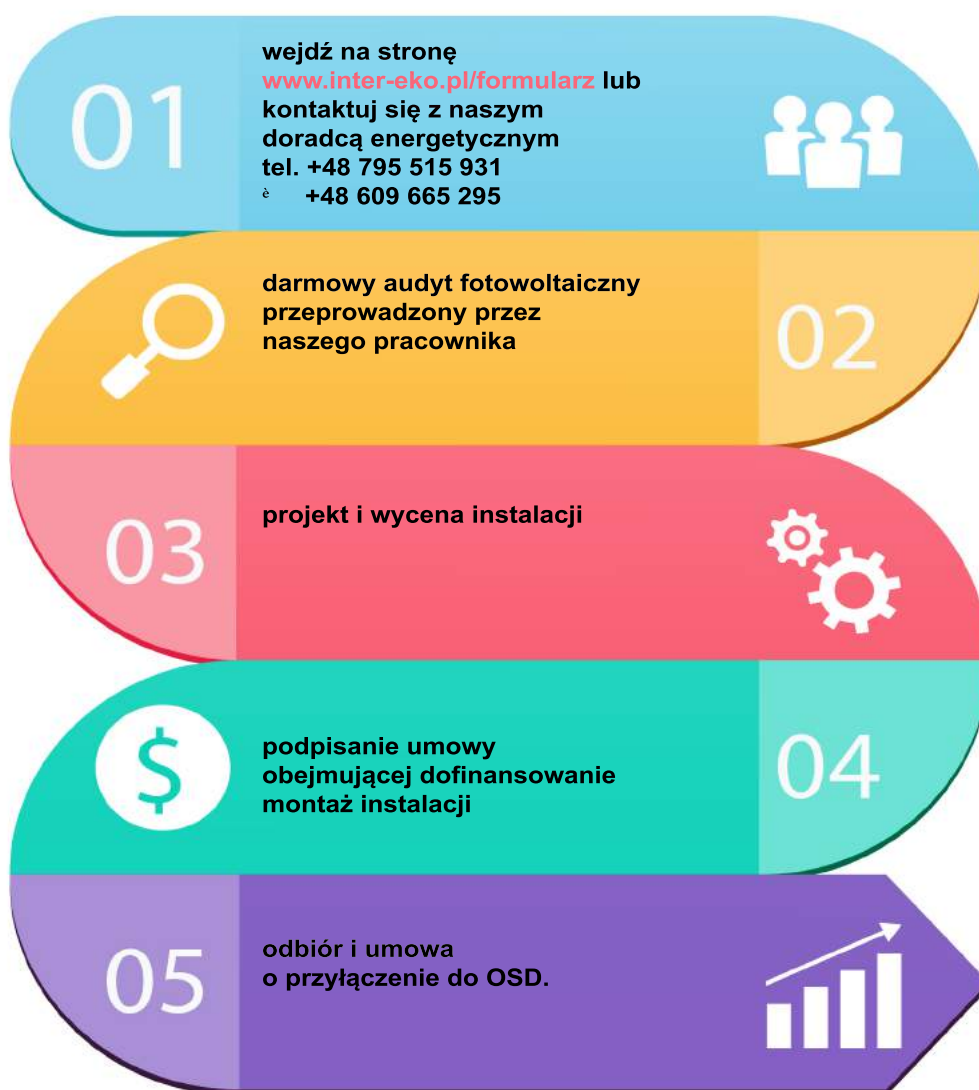 01
wejdź na stronę
www.inter-eko.pl/formularz lub
kontaktuj się z naszym
doradcą energetycznym
tel. +48 795 515 931
è +48 609 665 295
darmowy audyt fotowoltaiczny
przeprowadzony przez
naszego pracownika
02
03
projekt i wycena instalacji
$
podpisanie umowy
obejmującej dofinansowanie
montaż instalacji
04
05
odbiór i umowa
o przyłączenie do OSD.